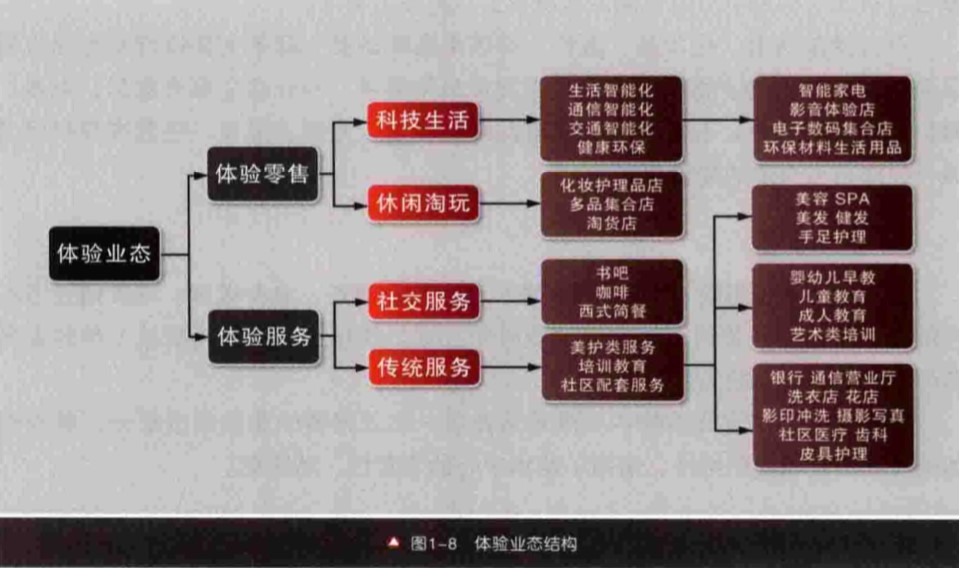 体验业态
体验零售
体验服务
科技生活
休闲淘玩
社交服务
传统服务
生活智能化
通信智能化
交通智能化
健康环保
化妆护理品店
多品集合店
淘货店
书吧
咖啡
西式简餐
美护类服务
培训教育
社区配套服务
智能家电
影音体验店
电子数码集合店
环保材料生活用品
美容 SPA
美发 健发
手足护理
婴幼儿早教
儿童教育
成人教育
艺术类培训
银行 通信营业厅
洗衣店 花店
影印冲洗 摄影写真
社区医疗 齿科
皮具护理
▲ 图1-8 体验业态结构